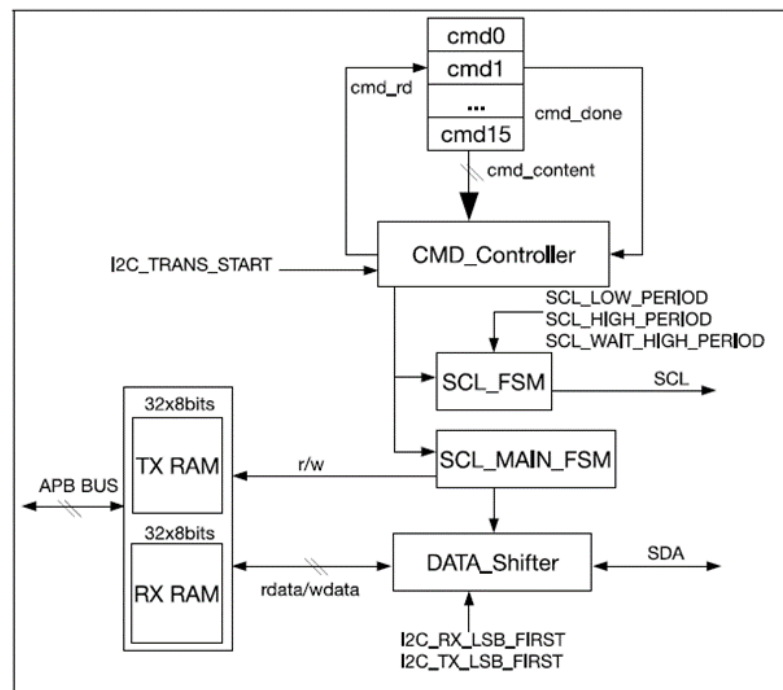 cmd0
cmd1
...
cmd15
cmd_rd
cmd_done
cmd_content
CMD_Controller
I2C_TRANS_START
SCL_LOW_PERIOD
SCL_HIGH_PERIOD
SCL_WAIT_HIGH_PERIOD
SCL_FSM
SCL
32x8bits
TX RAM
r/w
SCL_MAIN_FSM
APB BUS
32x8bits
RX RAM
rdata/wdata
DATA_Shifter
SDA
I2C_RX_LSB_FIRST
I2C_TX_LSB_FIRST